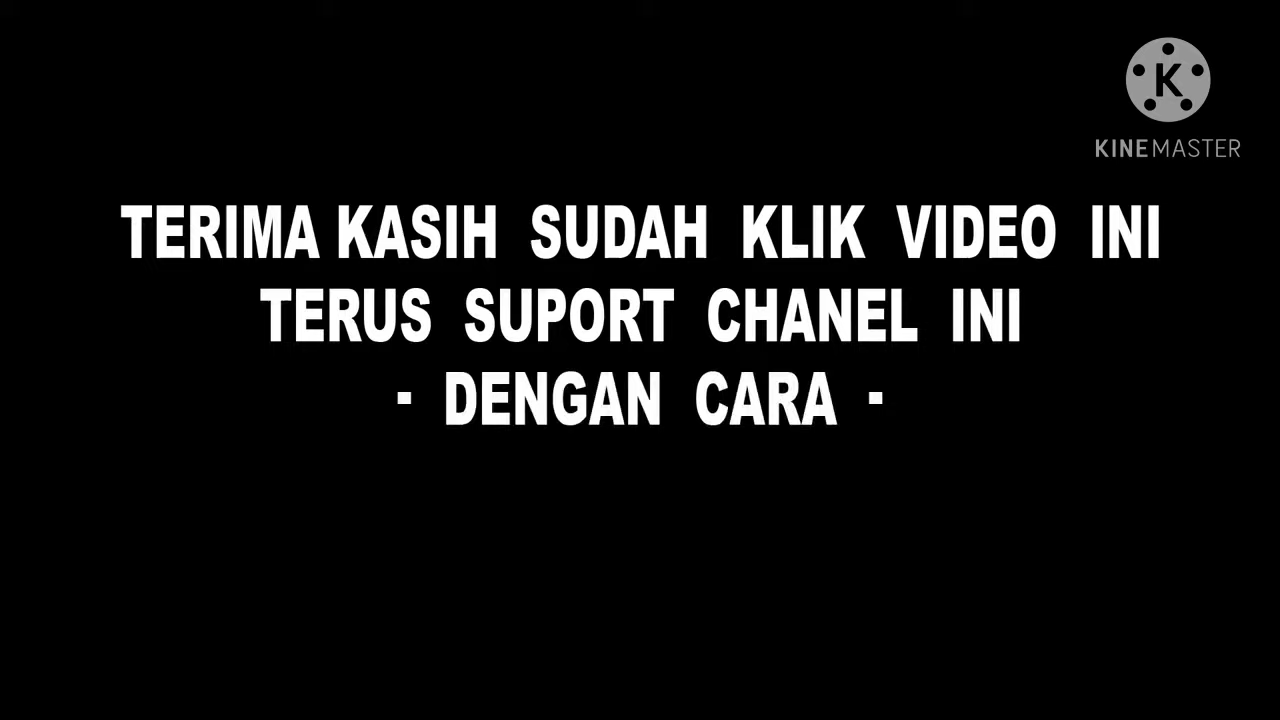 K
KINEMASTER
TERIMA KASIH SUDAH KLIK VIDEO INI
TERUS SUPORT CHANEL INI
- DENGAN CARA -